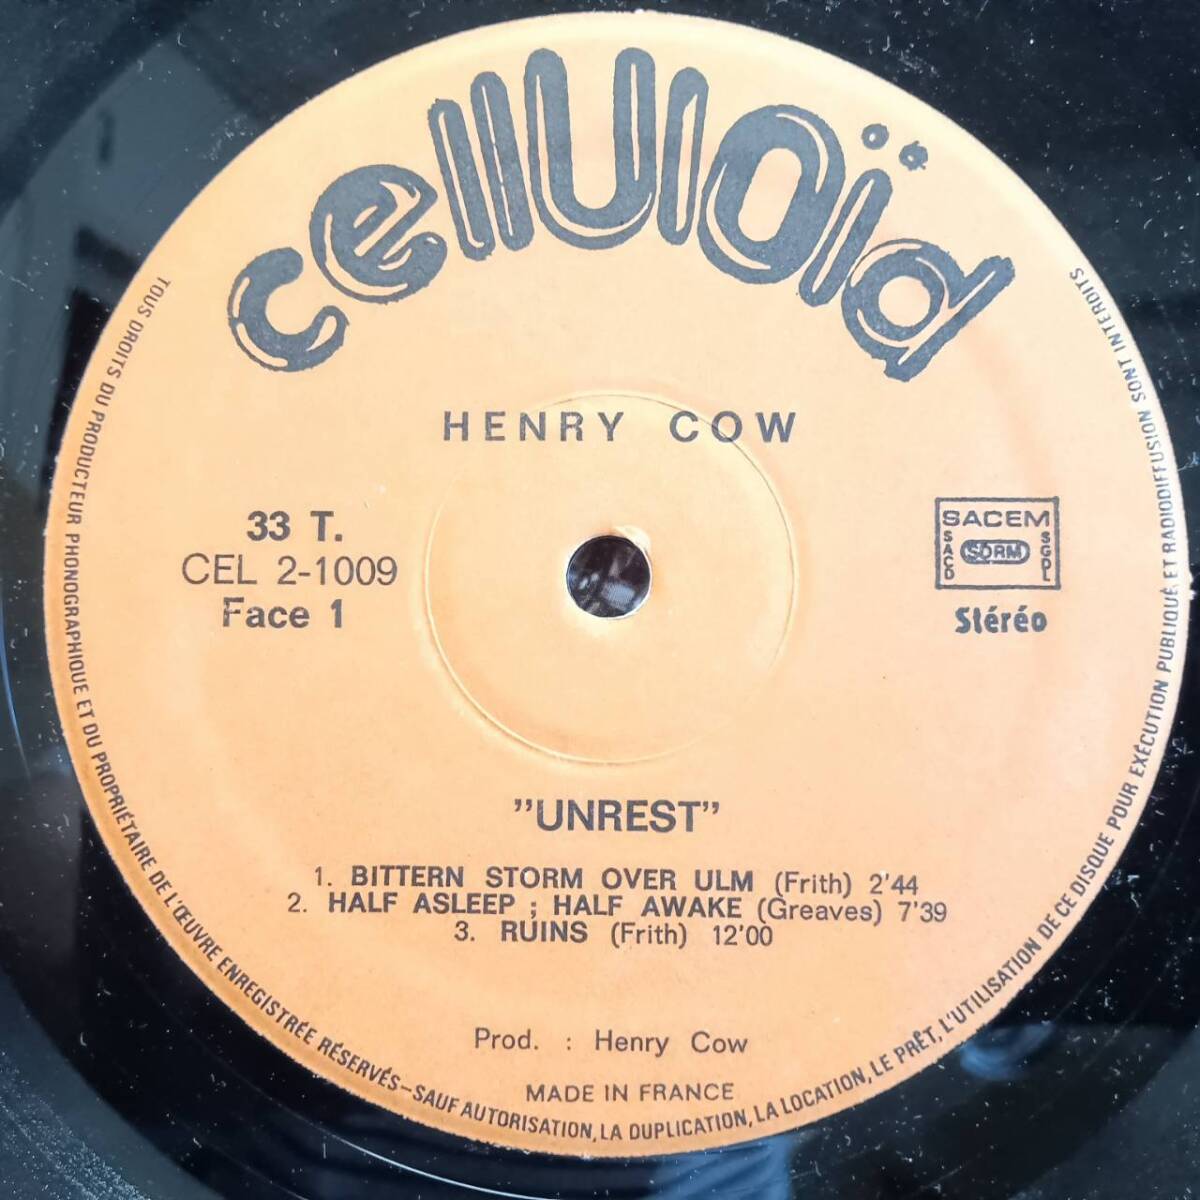 celluloïd
HENRY COW
33 T.
CEL 2-1009
Face 1
SACEM
SACD
SDRM
SGDL
Stéréo
”UNREST”
1. BITTERN STORM OVER ULM (Frith) 2'44
2. HALF ASLEEP ; HALF AWAKE (Greaves) 7'39
3. RUINS (Frith) 12'00
Prod. : Henry Cow
MADE IN FRANCE
TOUS DROITS DU PRODUCTEUR PHONOGRAPHIQUE ET DU PROPRIÉTAIRE DE L'ŒUVRE ENREGISTRÉE RÉSERVÉS—SAUF AUTORISATION, LA DUPLICATION, LA LOCATION, LE PRÊT, L'UTILISATION DE CE DISQUE POUR EXÉCUTION PUBLIQUE ET RADIODIFFUSION SONT INTERDITS